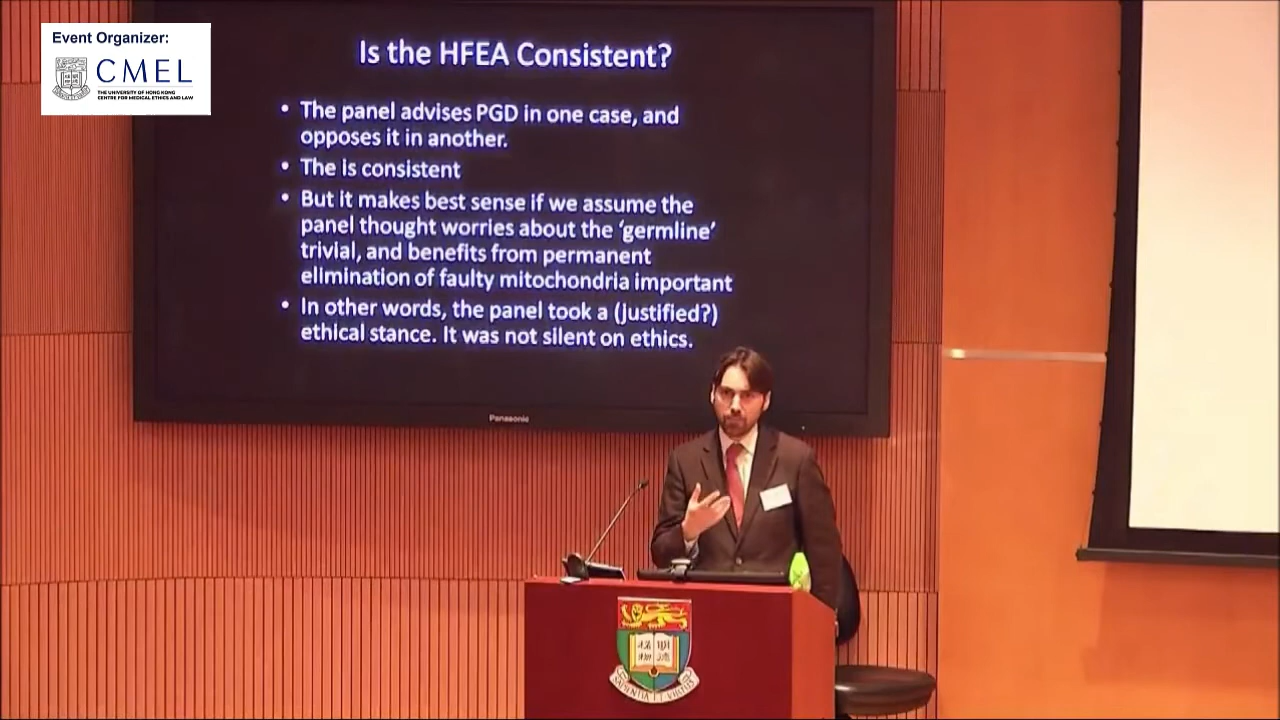 Event Organizer:
CMEL
THE UNIVERSITY OF HONG KONG
CENTRE FOR MEDICAL ETHICS AND LAW
Is the HFEA Consistent?
• The panel advises PGD in one case, and
opposes it in another.
• The is consistent
• But it makes best sense if we assume the
panel thought worries about the ‘germline’
trivial, and benefits from permanent
elimination of faulty mitochondria important
• In other words, the panel took a (justified?)
ethical stance. It was not silent on ethics.
Panasonic
SAPIENTIA ET VIRTUS